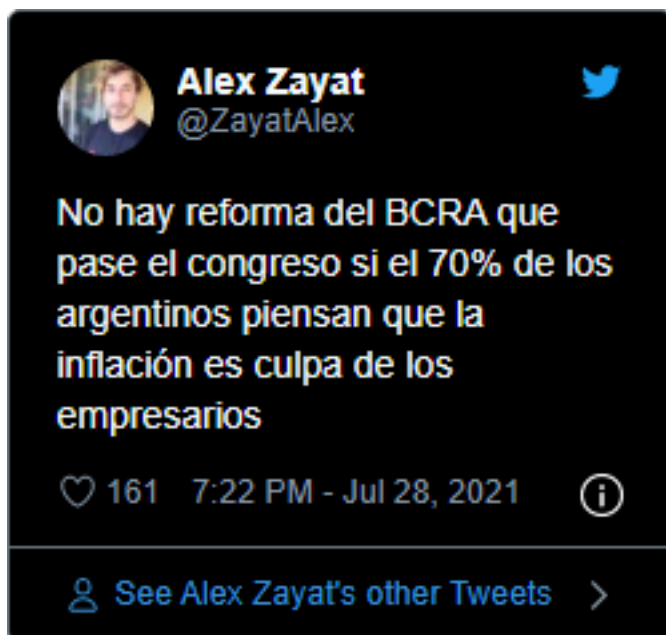 Alex Zayat
@ZayatAlex
No hay reforma del BCRA que
pase el congreso si el 70% de los
argentinos piensan que la
inflación es culpa de los
empresarios
161 7:22 PM - Jul 28, 2021
See Alex Zayat's other Tweets